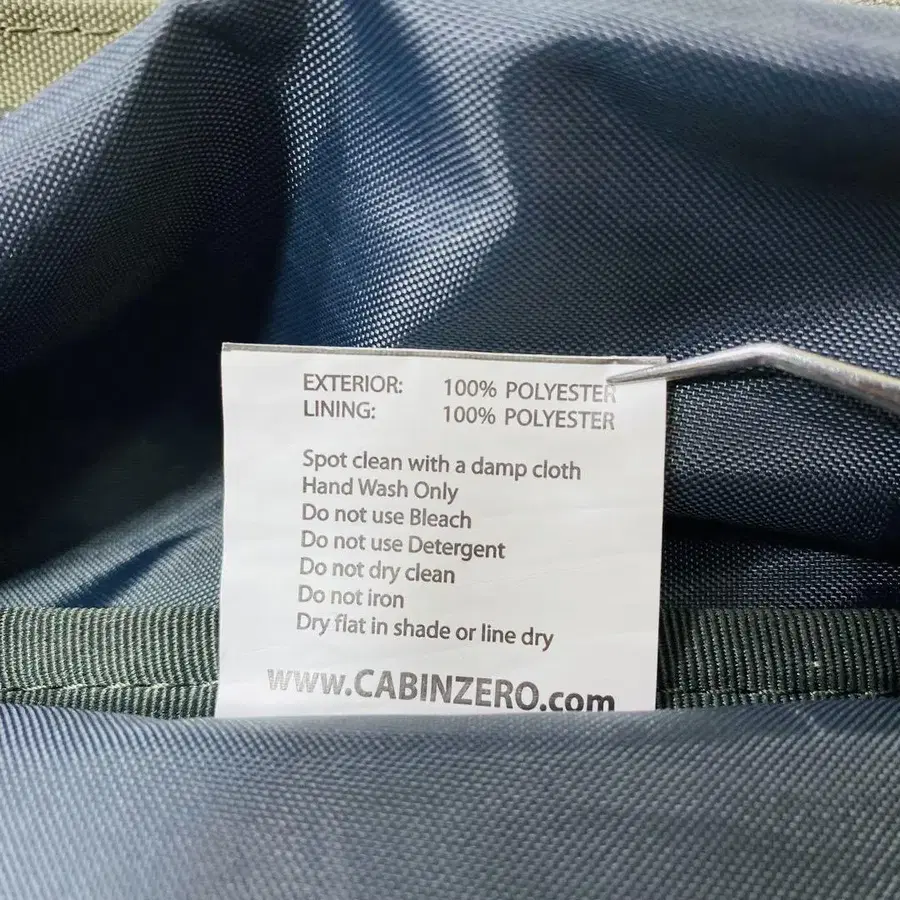 EXTERIOR: 100% POLYESTER
LINING: 100% POLYESTER
Spot clean with a damp cloth
Hand Wash Only
Do not use Bleach
Do not use Detergent
Do not dry clean
Do not iron
Dry flat in shade or line dry
www.CABINZERO.com